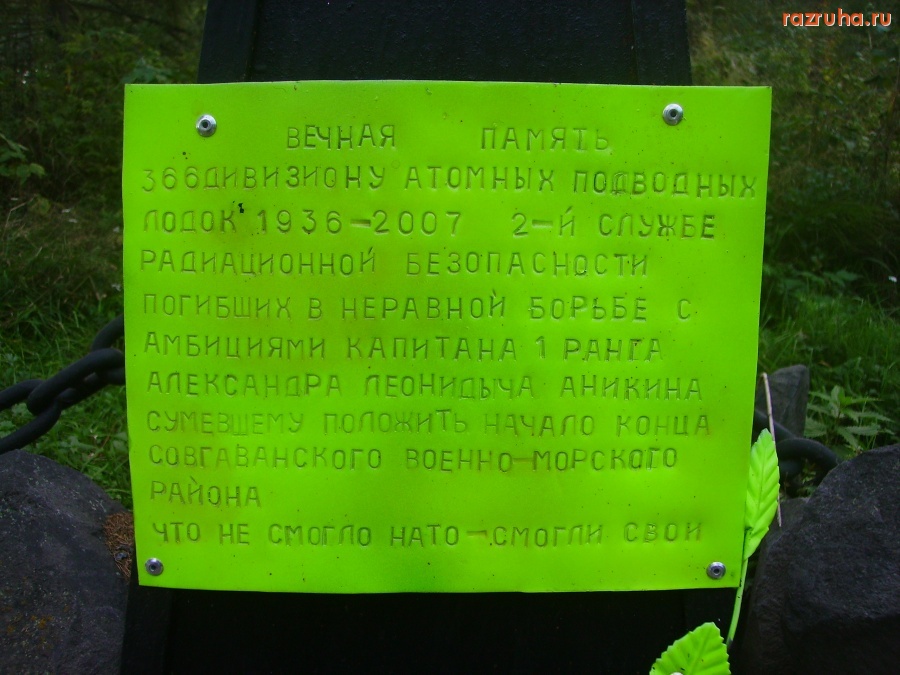 razruha.ru
ВЕЧНАЯ ПАМЯТЬ
366ДИВИЗИОНУ АТОМНЫХ ПОДВОДНЫХ
ЛОДОК 1936-2007 2-Й СЛУЖБЕ
РАДИАЦИОННОЙ БЕЗОПАСНОСТИ
ПОГИБШИХ В НЕРАВНОЙ БОРЬБЕ С
АМБИЦИЯМИ КАПИТАНА 1 РАНГА
АЛЕКСАНДРА ЛЕОНИДЫЧА АНИКИНА
СУМЕВШЕМУ ПОЛОЖИТЬ НАЧАЛО КОНЦА
СОВГАВАНСКОГО ВОЕННО-МОРСКОГО
РАЙОНА
ЧТО НЕ СМОГЛО НАТО-СМОГЛИ СВОИ